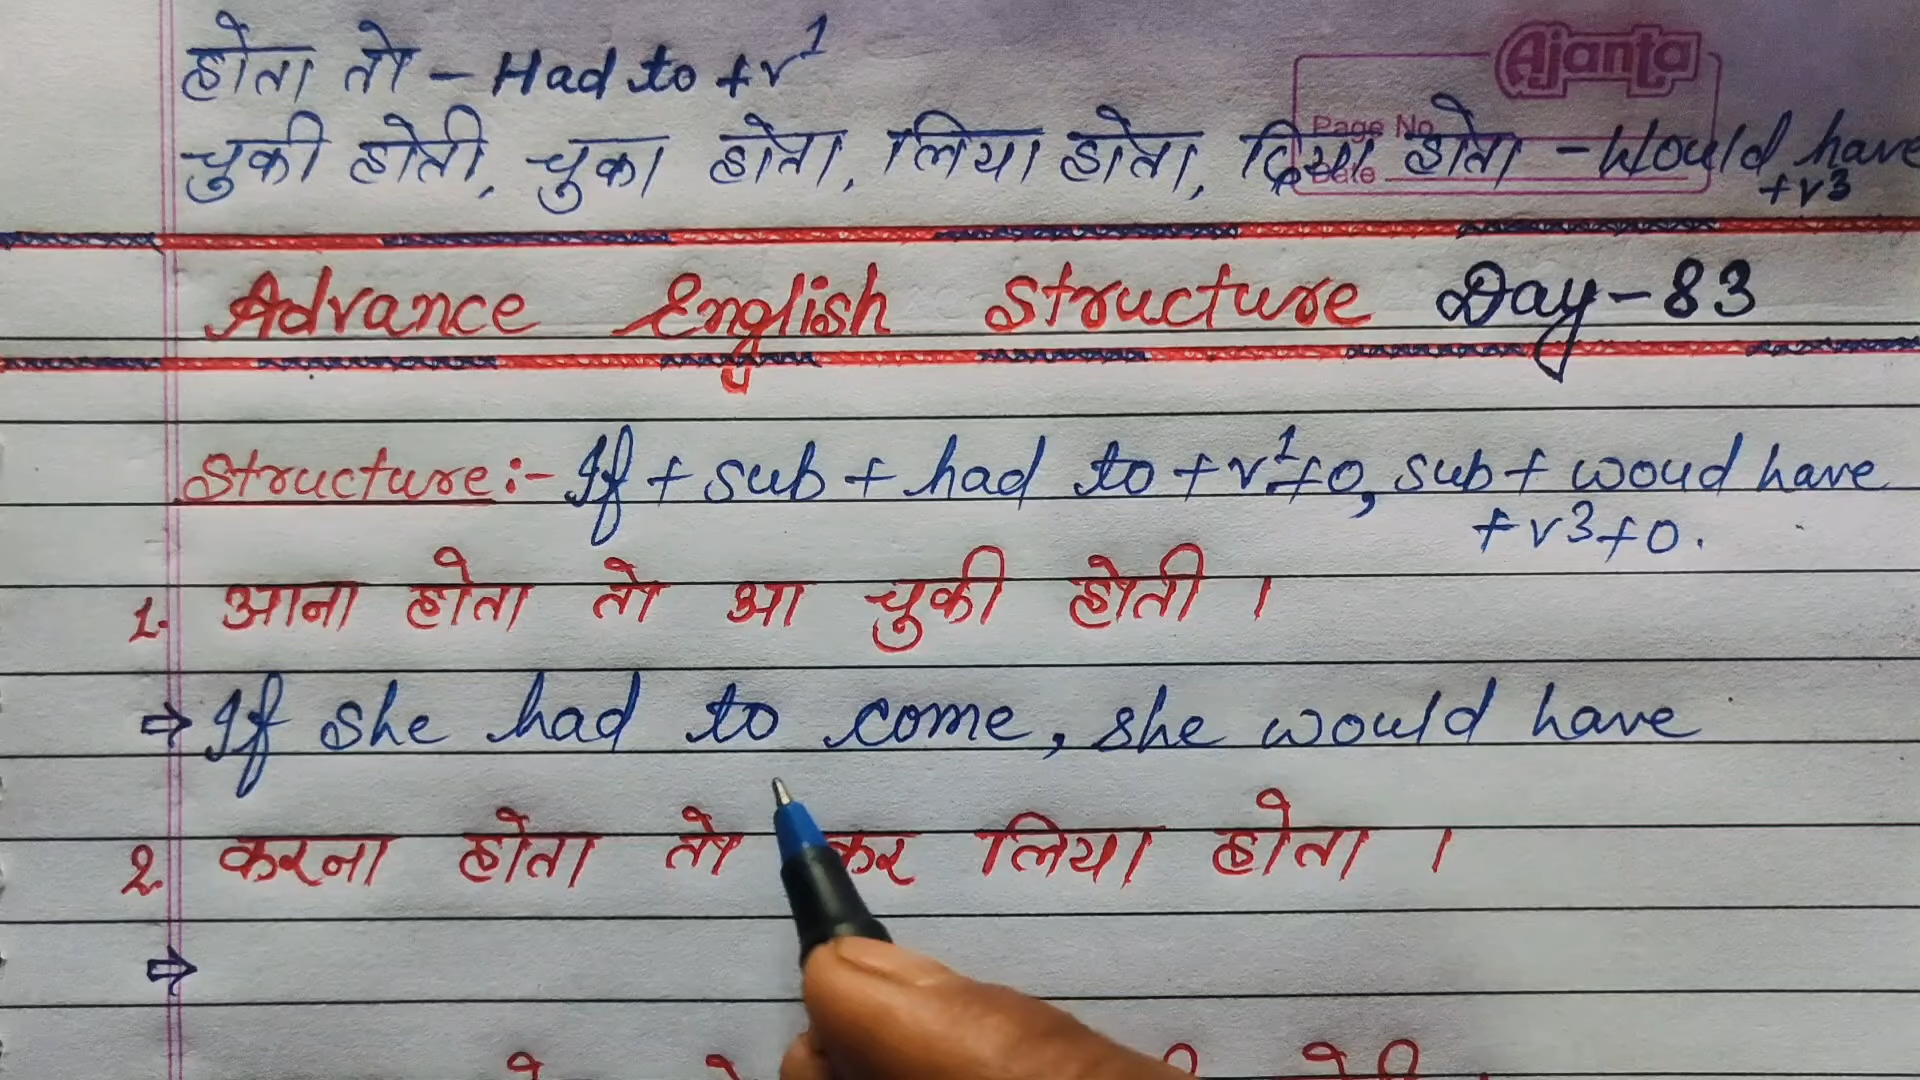 होता तो - Had to +v1
Ajanta
Page No.
Date
चुकी होती, चुका होता, लिया होता, दिया होता - Would have
+v3
Advance English Structure Day-83
Structure:- If + sub + had to + v1+o, sub + woud have
+ v3+o.
1. आना होता तो आ चुकी होती ।
⇒ If she had to come, she would have
2. करना होता तो कर लिया होता ।
⇒